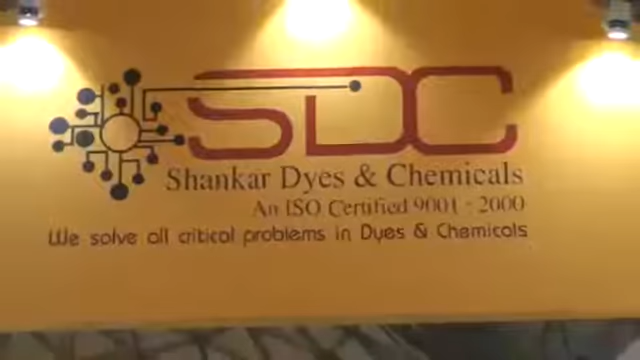 SDC
Shankar Dyes & Chemicals
An ISO Certified 9001 : 2000
We solve all critical problems in Dyes & Chemicals